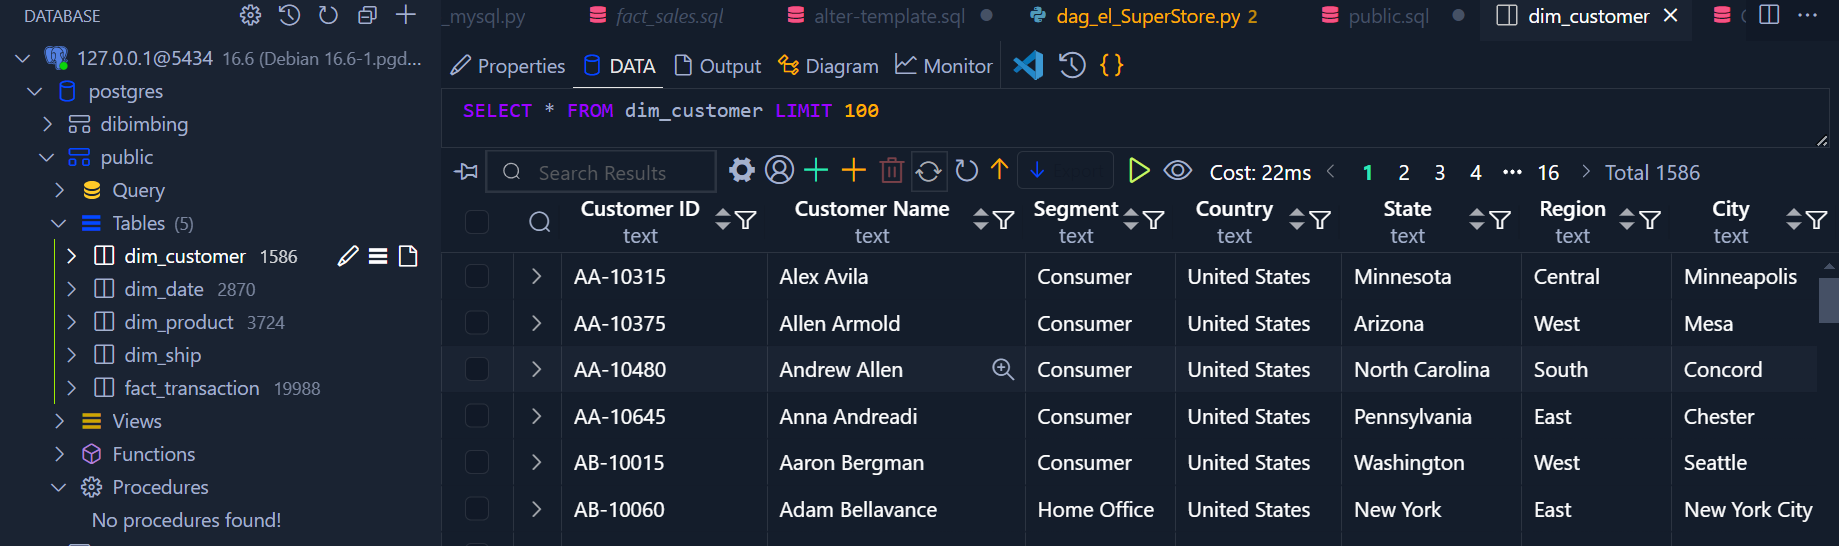 DATABASE
127.0.0.1@5434 16.6 (Debian 16.6-1.pgd...
postgres
dibimbing
public
Query
Tables (5)
dim_customer 1586
dim_date 2870
dim_product 3724
dim_ship
fact_transaction 19988
Views
Functions
Procedures
No procedures found!
_mysql.py fact_sales.sql alter-template.sql dag_el_SuperStore.py 2 public.sql dim_customer
Properties DATA Output Diagram Monitor {}
SELECT * FROM dim_customer LIMIT 100
Search Results Cost: 22ms < 1 2 3 4 ... 16 > Total 1586
Customer ID Customer Name Segment Country State Region City
text text text text text text text
AA-10315 Alex Avila Consumer United States Minnesota Central Minneapolis
AA-10375 Allen Armold Consumer United States Arizona West Mesa
AA-10480 Andrew Allen Consumer United States North Carolina South Concord
AA-10645 Anna Andreadi Consumer United States Pennsylvania East Chester
AB-10015 Aaron Bergman Consumer United States Washington West Seattle
AB-10060 Adam Bellavance Home Office United States New York East New York City